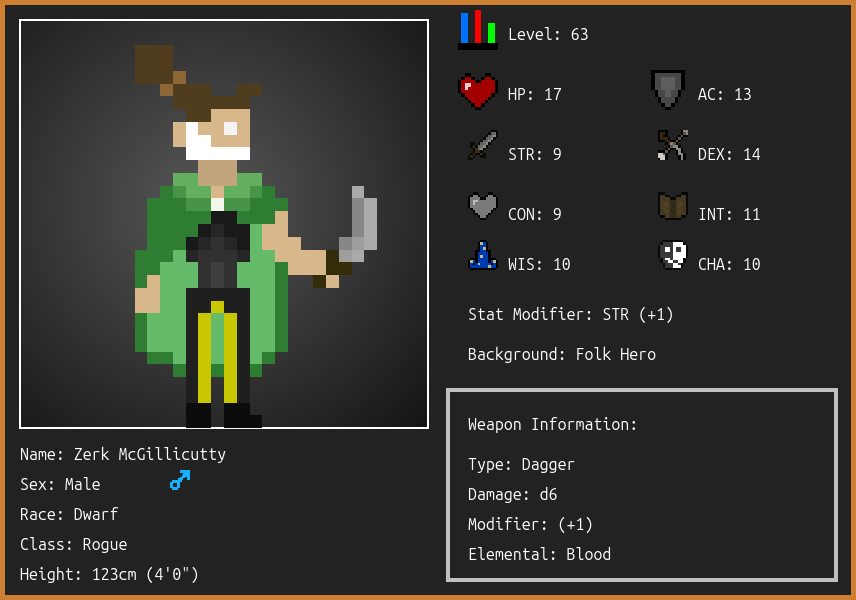 Level: 63
HP: 17
AC: 13
STR: 9
DEX: 14
CON: 9
INT: 11
WIS: 10
CHA: 10
Stat Modifier: STR (+1)
Background: Folk Hero
Weapon Information:
Type: Dagger
Damage: d6
Modifier: (+1)
Elemental: Blood
Name: Zerk McGillicutty
Sex: Male
Race: Dwarf
Class: Rogue
Height: 123cm (4'0")